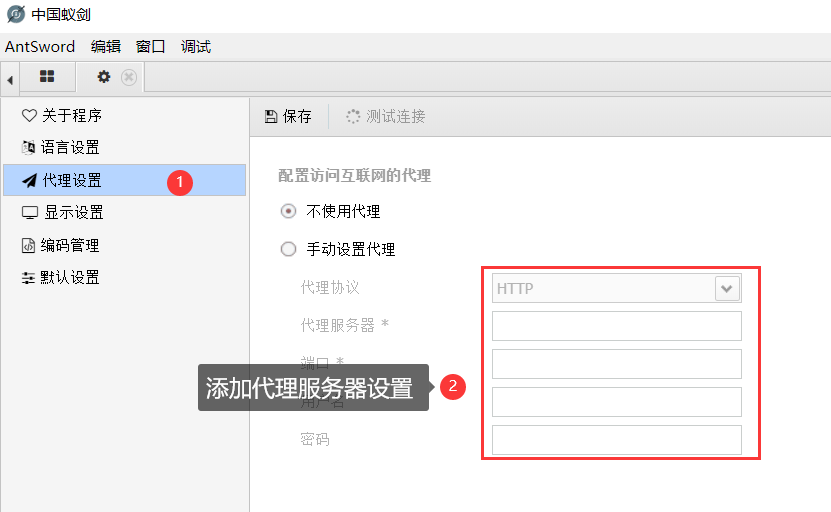 中国蚁剑
AntSword 编辑 窗口 调试
关于程序
语言设置
代理设置 1
显示设置
编码管理
默认设置
保存 测试连接
配置访问互联网的代理
不使用代理
手动设置代理
代理协议 HTTP
代理服务器 *
端口 *
添加代理服务器设置 2
用户名
密码